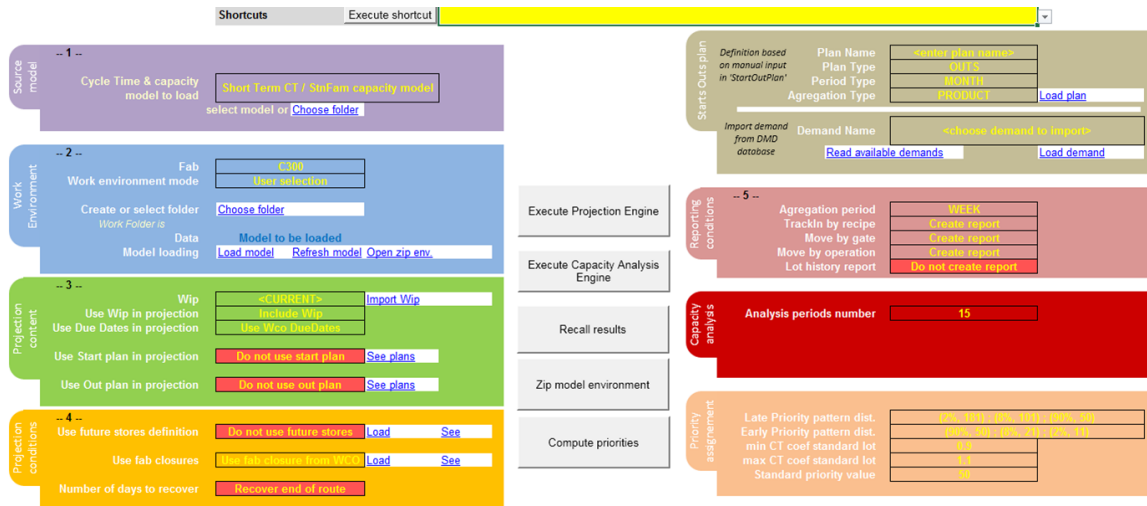 Shortcuts Execute shortcut
-- 1 --
Source model
Cycle Time & capacity model to load
Short Term CT / StnFam capacity model
select model or Choose folder
-- 2 --
Work Environment
Fab C300
Work environment mode User selection
Create or select folder Choose folder
Work Folder is
Data Model to be loaded
Model loading Load model Refresh model Open zip env.
-- 3 --
Projection content
Wip <CURRENT> Import Wip
Use Wip in projection Include Wip
Use Due Dates in projection Use Wco DueDates
Use Start plan in projection Do not use start plan See plans
Use Out plan in projection Do not use out plan See plans
-- 4 --
Projection conditions
Use future stores definition Do not use future stores Load See
Use fab closures Use fab closure from WCO Load See
Number of days to recover Recover end of route
Execute Projection Engine
Execute Capacity Analysis Engine
Recall results
Zip model environment
Compute priorities
Starts Outs plan
Definition based on manual input in 'StartOutPlan'
Plan Name <enter plan name>
Plan Type OUTS
Period Type MONTH
Agregation Type PRODUCT Load plan
Import demand from DMD database
Demand Name <choose demand to import>
Read available demands Load demand
-- 5 --
Reporting conditions
Agregation period WEEK
TrackIn by recipe Create report
Move by gate Create report
Move by operation Create report
Lot history report Do not create report
Capacity analysis
Analysis periods number 15
Priority assignement
Late Priority pattern dist. (2%, 181) ; (8%, 101) ; (90%, 50)
Early Priority pattern dist. (90%, 50) ; (8%, 21) ; (2%, 11)
min CT coef standard lot 0.9
max CT coef standard lot 1.1
Standard priority value 50